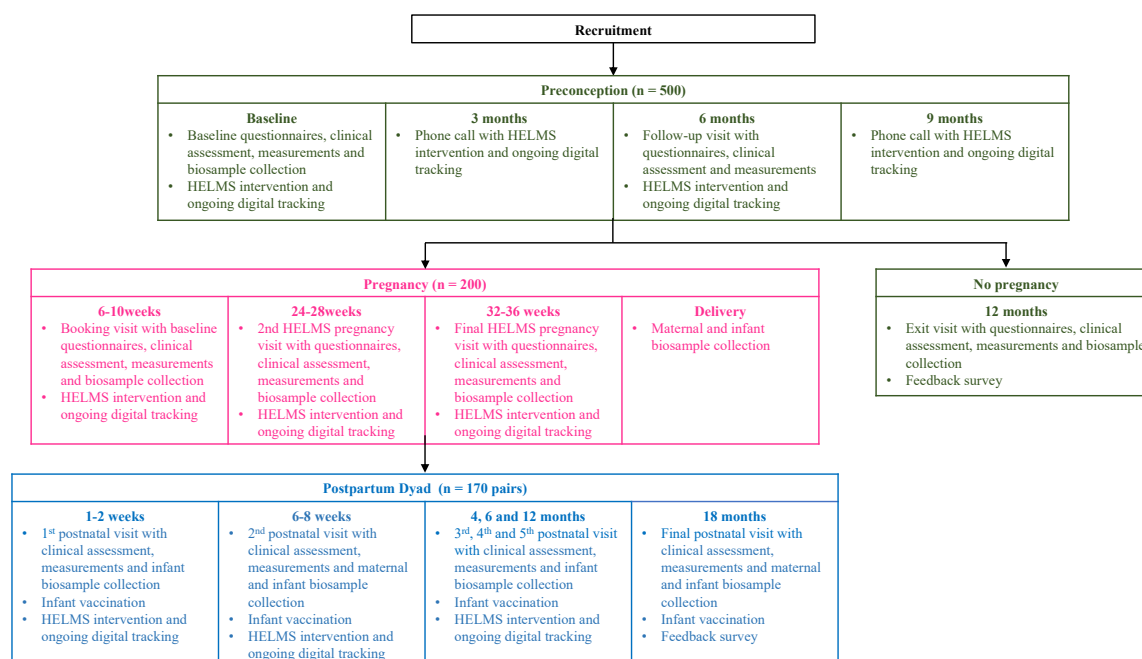 Recruitment
Preconception (n = 500)
Baseline
• Baseline questionnaires, clinical
assessment, measurements and
biosample collection
• HELMS intervention and
ongoing digital tracking
3 months
• Phone call with HELMS
intervention and ongoing digital
tracking
6 months
• Follow-up visit with
questionnaires, clinical
assessment and measurements
• HELMS intervention and
ongoing digital tracking
9 months
• Phone call with HELMS
intervention and ongoing digital
tracking
Pregnancy (n = 200)
6-10weeks
• Booking visit with baseline
questionnaires, clinical
assessment, measurements
and biosample collection
• HELMS intervention and
ongoing digital tracking
24-28weeks
• 2nd HELMS pregnancy
visit with questionnaires,
clinical assessment,
measurements and
biosample collection
• HELMS intervention and
ongoing digital tracking
32-36 weeks
• Final HELMS pregnancy
visit with questionnaires,
clinical assessment,
measurements and
biosample collection
• HELMS intervention and
ongoing digital tracking
Delivery
• Maternal and infant
biosample collection
No pregnancy
12 months
• Exit visit with questionnaires, clinical
assessment, measurements and biosample
collection
• Feedback survey
Postpartum Dyad (n = 170 pairs)
1-2 weeks
• 1st postnatal visit with
clinical assessment,
measurements and infant
biosample collection
• Infant vaccination
• HELMS intervention and
ongoing digital tracking
6-8 weeks
• 2nd postnatal visit with
clinical assessment,
measurements and maternal
and infant biosample
collection
• Infant vaccination
• HELMS intervention and
ongoing digital tracking
4, 6 and 12 months
• 3rd, 4th and 5th postnatal visit
with clinical assessment,
measurements and infant
biosample collection
• Infant vaccination
• HELMS intervention and
ongoing digital tracking
18 months
• Final postnatal visit with
clinical assessment,
measurements and maternal
and infant biosample
collection
• Infant vaccination
• Feedback survey